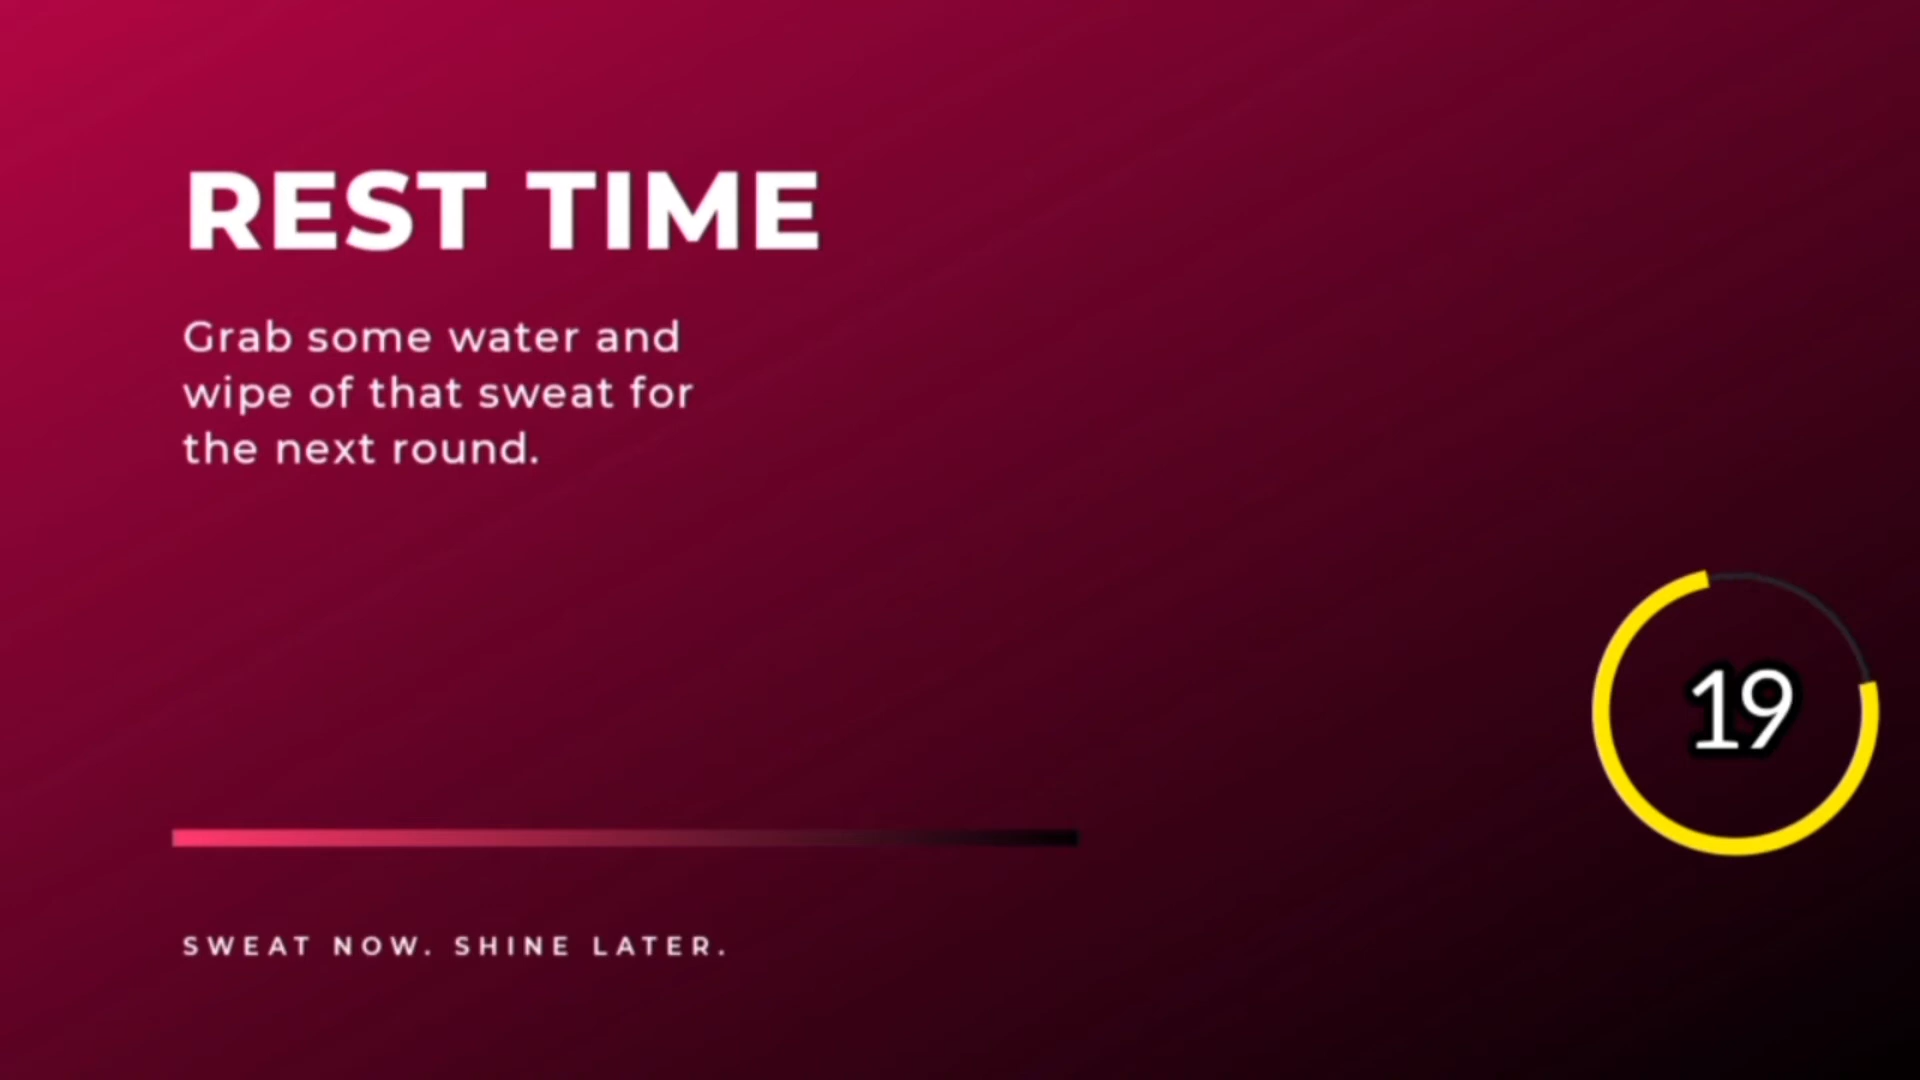 REST TIME
Grab some water and
wipe of that sweat for
the next round.
19
SWEAT NOW. SHINE LATER.